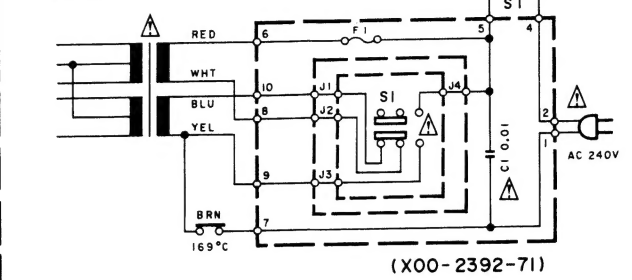 S1
5 4
RED
6
F1
WHT
10
J1
S1
J4
BLU
8
J2
2
YEL
1
C1 0.01
AC 240V
9
J3
BRN
7
169°C
(X00-2392-71)